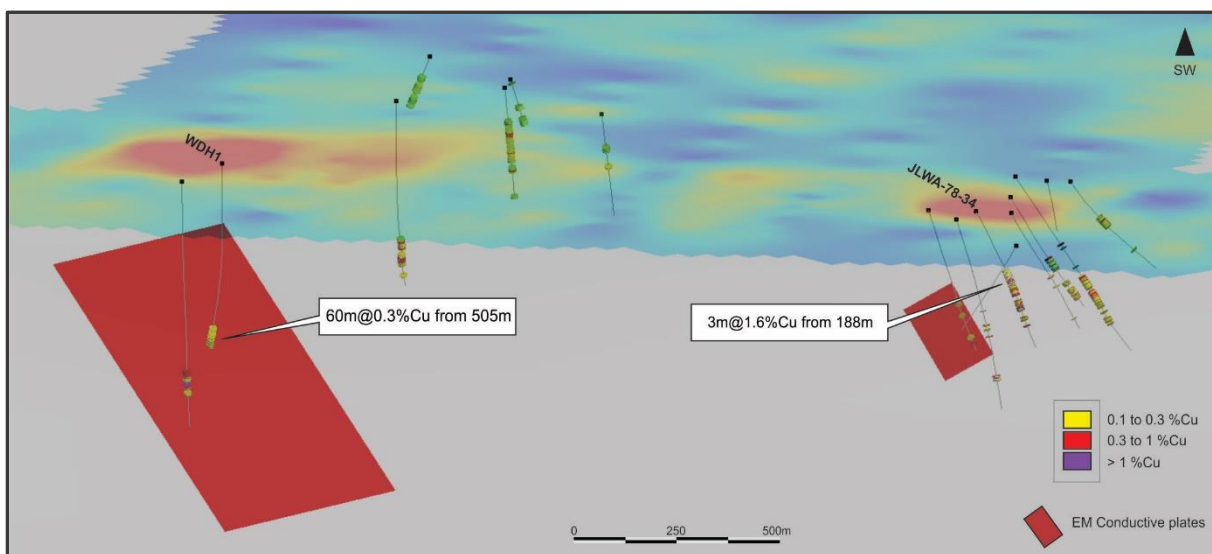 SW
WDH1
JLWA-78-34
60m@0.3%Cu from 505m
3m@1.6%Cu from 188m
0.1 to 0.3 %Cu
0.3 to 1 %Cu
> 1 %Cu
EM Conductive plates
0 250 500m